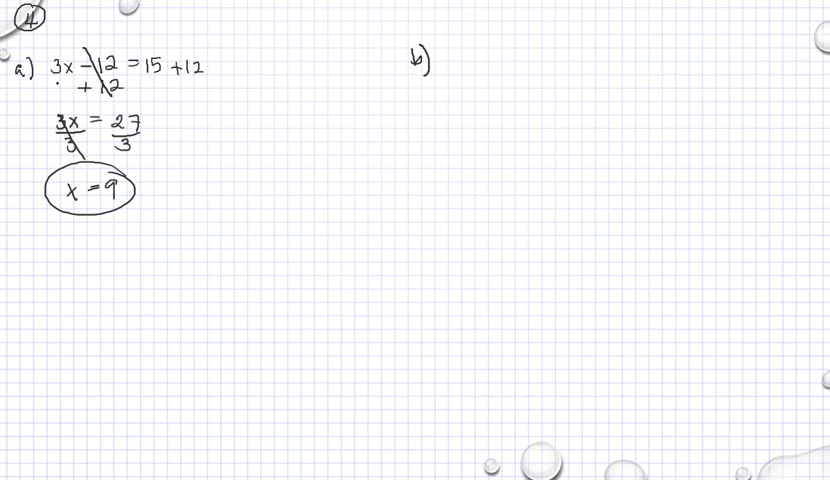 4
a) 3x - 12 = 15 + 12
+ 12
3x/3 = 27/3
x = 9
b)